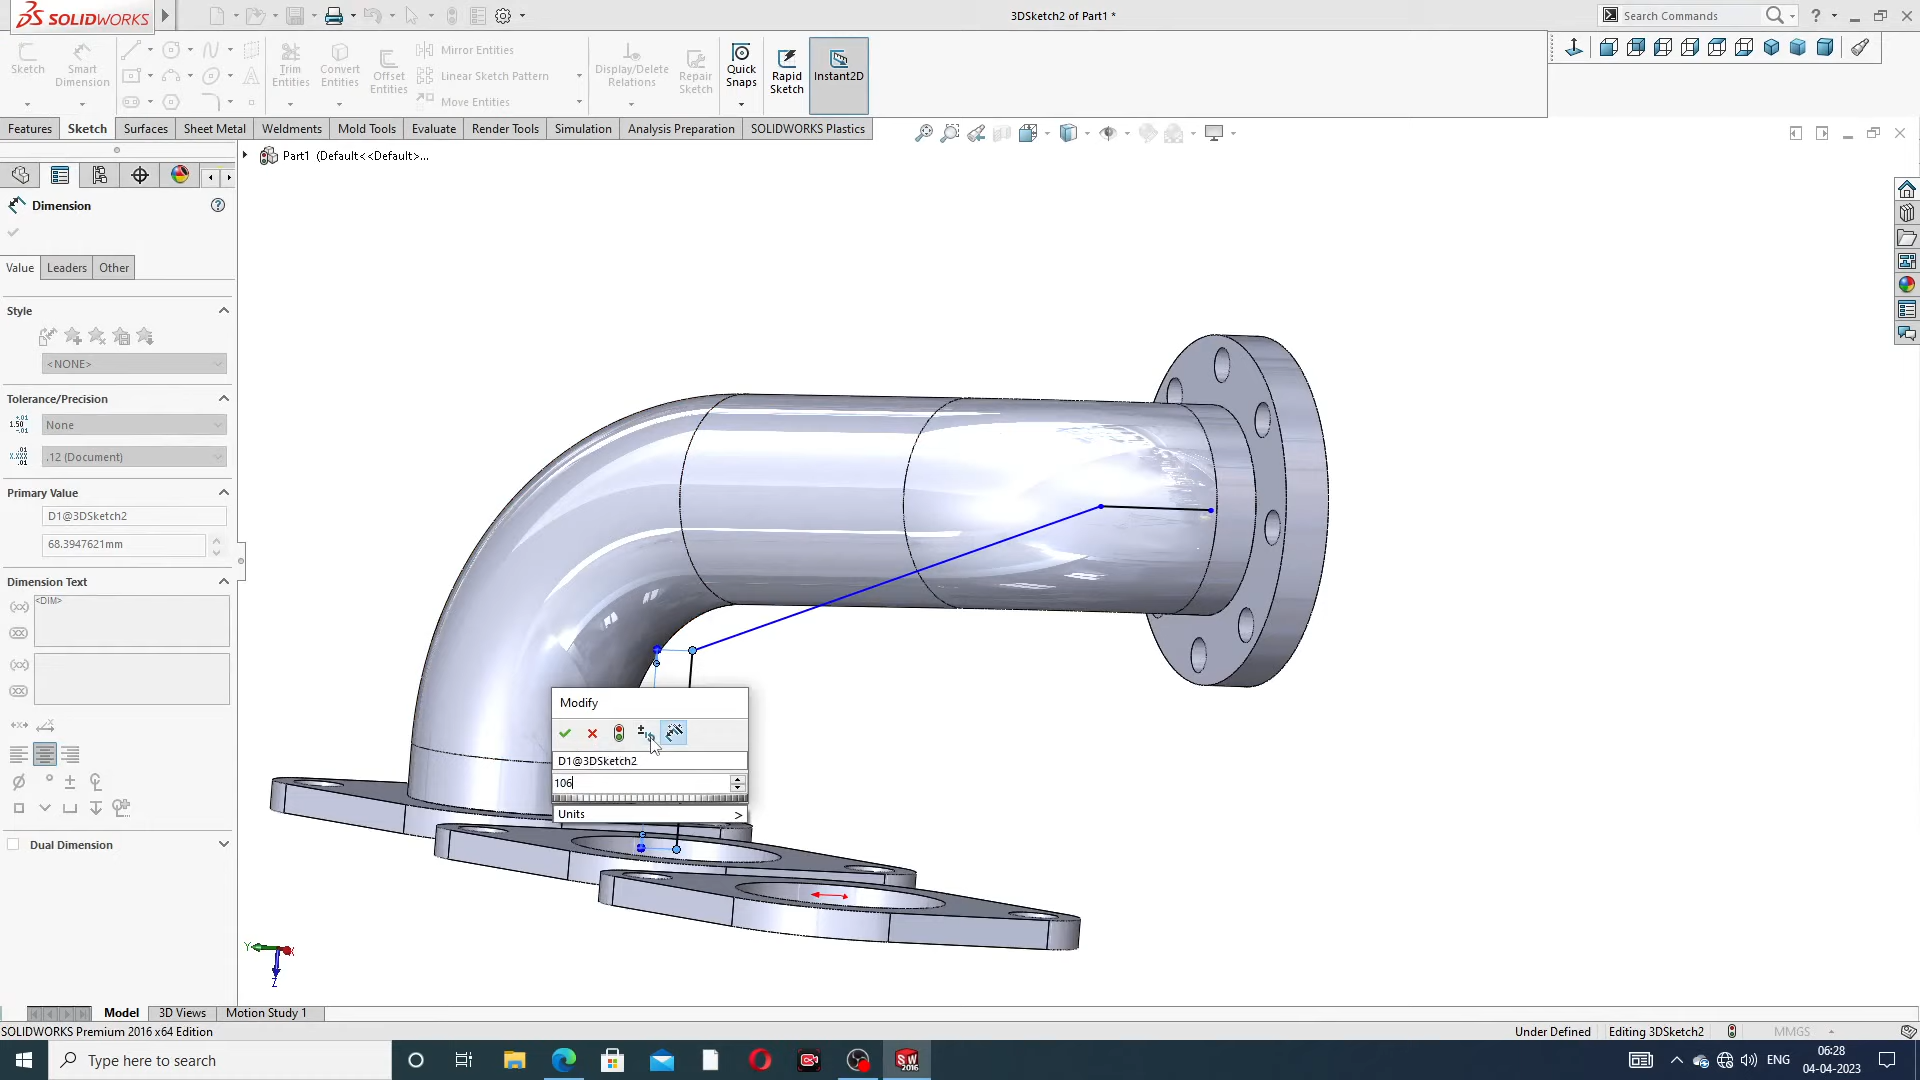 SOLIDWORKS
3DSketch2 of Part1 *
Search Commands
Sketch
Smart Dimension
Trim Entities
Convert Entities
Offset Entities
Mirror Entities
Linear Sketch Pattern
Move Entities
Display/Delete Relations
Repair Sketch
Quick Snaps
Rapid Sketch
Instant2D
Features
Sketch
Surfaces
Sheet Metal
Weldments
Mold Tools
Evaluate
Render Tools
Simulation
Analysis Preparation
SOLIDWORKS Plastics
Part1 (Default<<Default>...
Dimension
Value
Leaders
Other
Style
<NONE>
Tolerance/Precision
None
.12 (Document)
Primary Value
D1@3DSketch2
68.3947621mm
Dimension Text
<DIM>
Dual Dimension
Modify
D1@3DSketch2
106
Units >
Y
X
Z
Model
3D Views
Motion Study 1
SOLIDWORKS Premium 2016 x64 Edition
Under Defined
Editing 3DSketch2
MMGS
Type here to search
ENG
06:28
04-04-2023